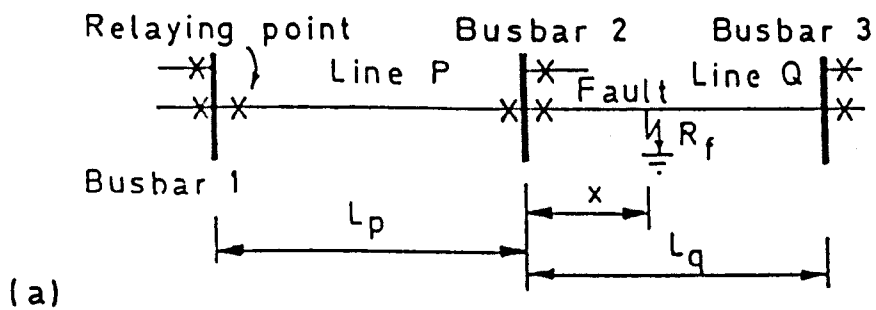 Relaying point Busbar 2 Busbar 3
Line P Line Q
Fault
R_f
Busbar 1
x
L_p
L_q
(a)